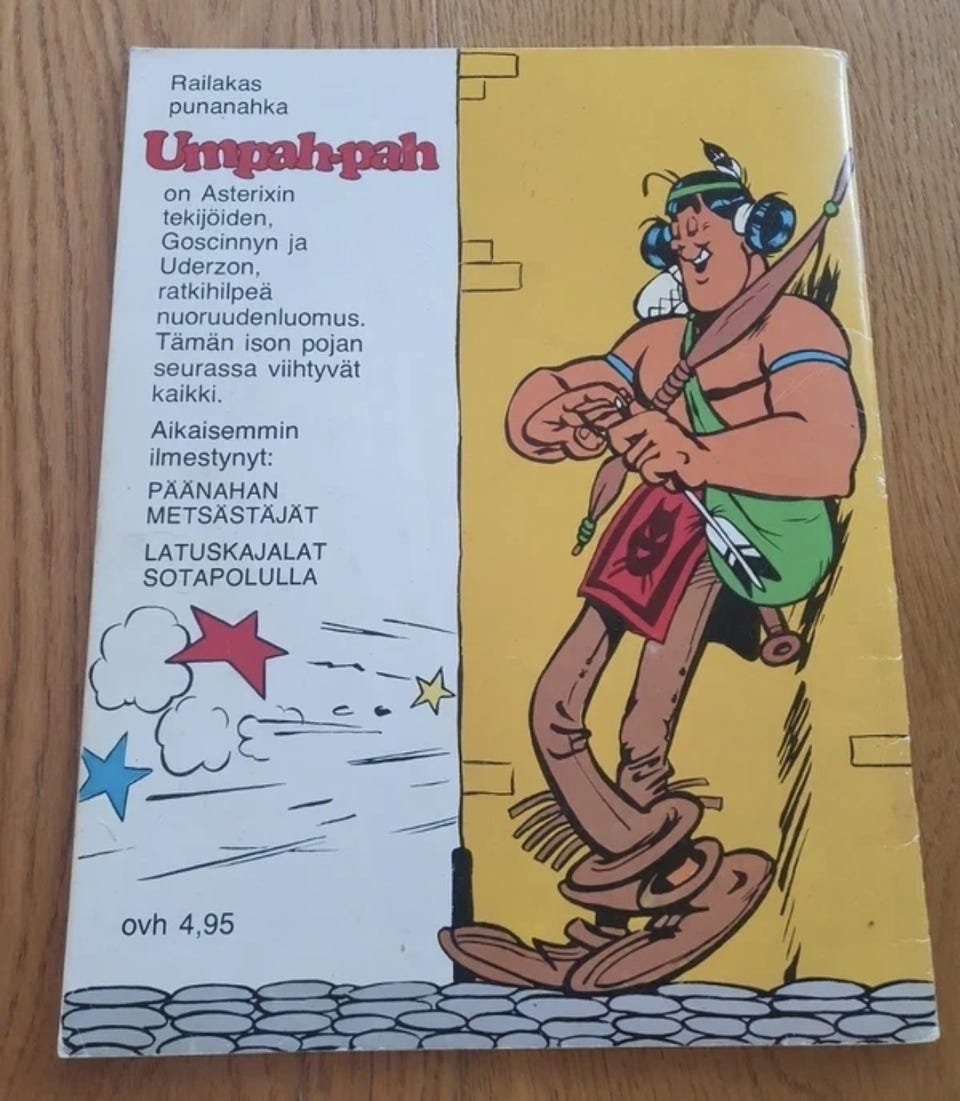 Railakas
punanahka
Umpah-pah
on Asterixin
tekijöiden,
Goscinnyn ja
Uderzon,
ratkihilpeä
nuoruudenluomus.
Tämän ison pojan
seurassa viihtyvät
kaikki.
Aikaisemmin
ilmestynyt:
PÄÄNAHAN
METSÄSTÄJÄT
LATUSKAJALAT
SOTAPOLULLA
ovh 4,95